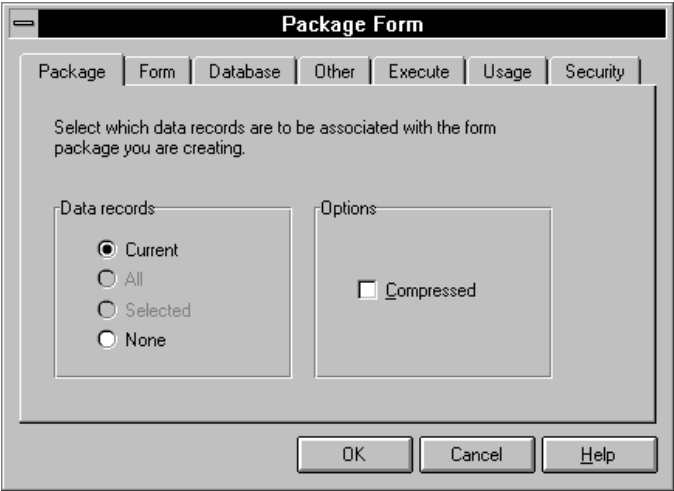 Package Form
Package Form Database Other Execute Usage Security
Select which data records are to be associated with the form
package you are creating.
Data records
Current
All
Selected
None
Options
Compressed
OK Cancel Help